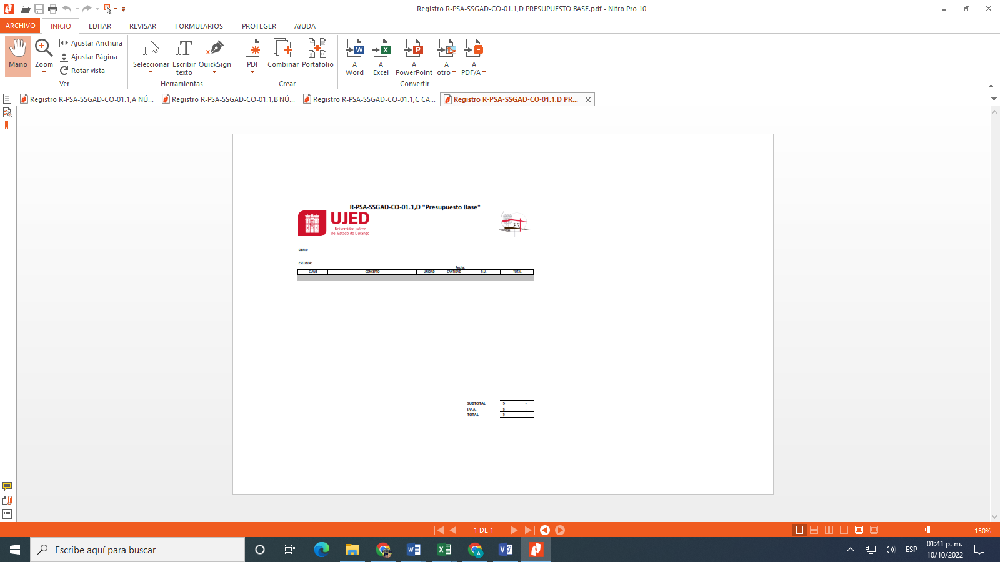 Registro R-PSA-SSGAD-CO-01.1,D PRESUPUESTO BASE.pdf - Nitro Pro 10
ARCHIVO INICIO EDITAR REVISAR FORMULARIOS PROTEGER AYUDA
Mano
Zoom
Ajustar Anchura
Ajustar Página
Rotar vista
Ver
Seleccionar
Escribir texto
QuickSign
Herramientas
PDF
Combinar
Portafolio
Crear
A Word
A Excel
A PowerPoint
A otro
A PDF/A
Convertir
Registro R-PSA-SSGAD-CO-01.1,A NÚ...
Registro R-PSA-SSGAD-CO-01.1,B NÚ...
Registro R-PSA-SSGAD-CO-01.1,C CA...
Registro R-PSA-SSGAD-CO-01.1,D PR...
R-PSA-SSGAD-CO-01.1,D "Presupuesto Base"
UJED
Universidad Juárez
del Estado de Durango
OBRA:
ESCUELA:
Fecha:
CLAVE CONCEPTO UNIDAD CANTIDAD P.U. TOTAL
SUBTOTAL $ -
I.V.A. $ -
TOTAL $ -
1 DE 1
150%
Escribe aquí para buscar
ESP
01:41 p. m.
10/10/2022